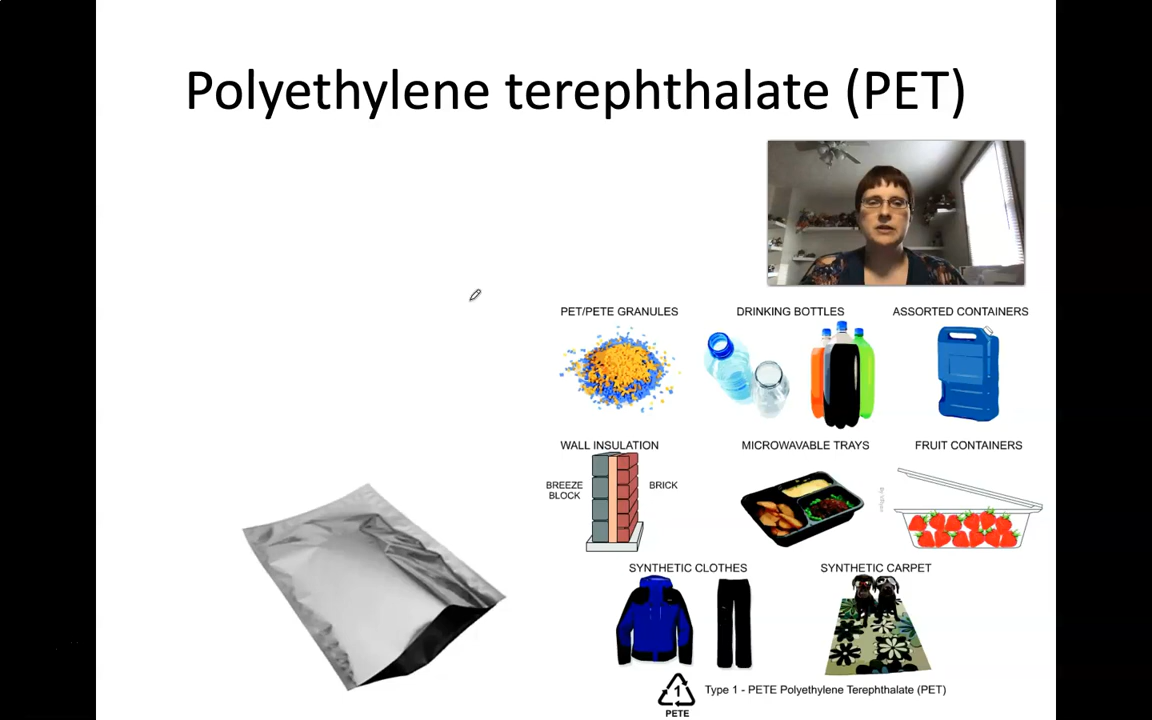 Polyethylene terephthalate (PET)
PET/PETE GRANULES
DRINKING BOTTLES
ASSORTED CONTAINERS
WALL INSULATION
MICROWAVABLE TRAYS
FRUIT CONTAINERS
BREEZE
BLOCK
BRICK
SYNTHETIC CLOTHES
SYNTHETIC CARPET
1
PETE
Type 1 - PETE Polyethylene Terephthalate (PET)